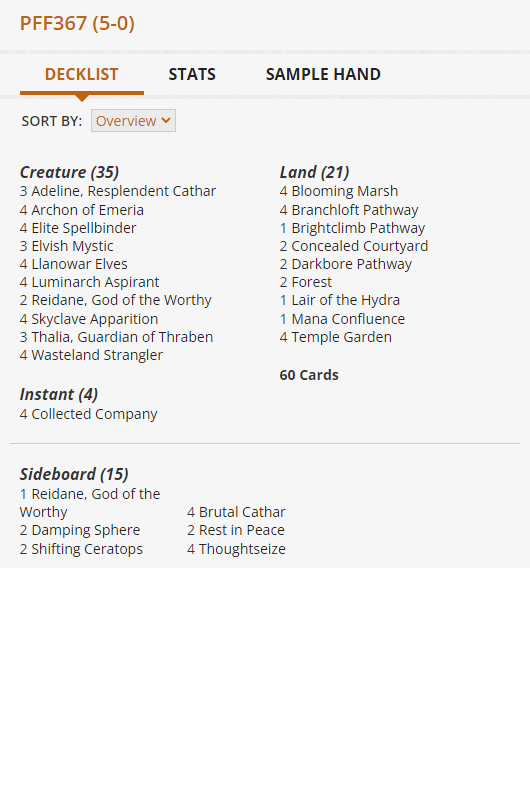 PFF367 (5-0)
DECKLIST
STATS
SAMPLE HAND
SORT BY: Overview
Creature (35)
3 Adeline, Resplendent Cathar
4 Archon of Emeria
4 Elite Spellbinder
3 Elvish Mystic
4 Llanowar Elves
4 Luminarch Aspirant
2 Reidane, God of the Worthy
4 Skyclave Apparition
3 Thalia, Guardian of Thraben
4 Wasteland Strangler
Instant (4)
4 Collected Company
Land (21)
4 Blooming Marsh
4 Branchloft Pathway
1 Brightclimb Pathway
2 Concealed Courtyard
2 Darkbore Pathway
2 Forest
1 Lair of the Hydra
1 Mana Confluence
4 Temple Garden
60 Cards
Sideboard (15)
1 Reidane, God of the
Worthy
2 Damping Sphere
2 Shifting Ceratops
4 Brutal Cathar
2 Rest in Peace
4 Thoughtseize